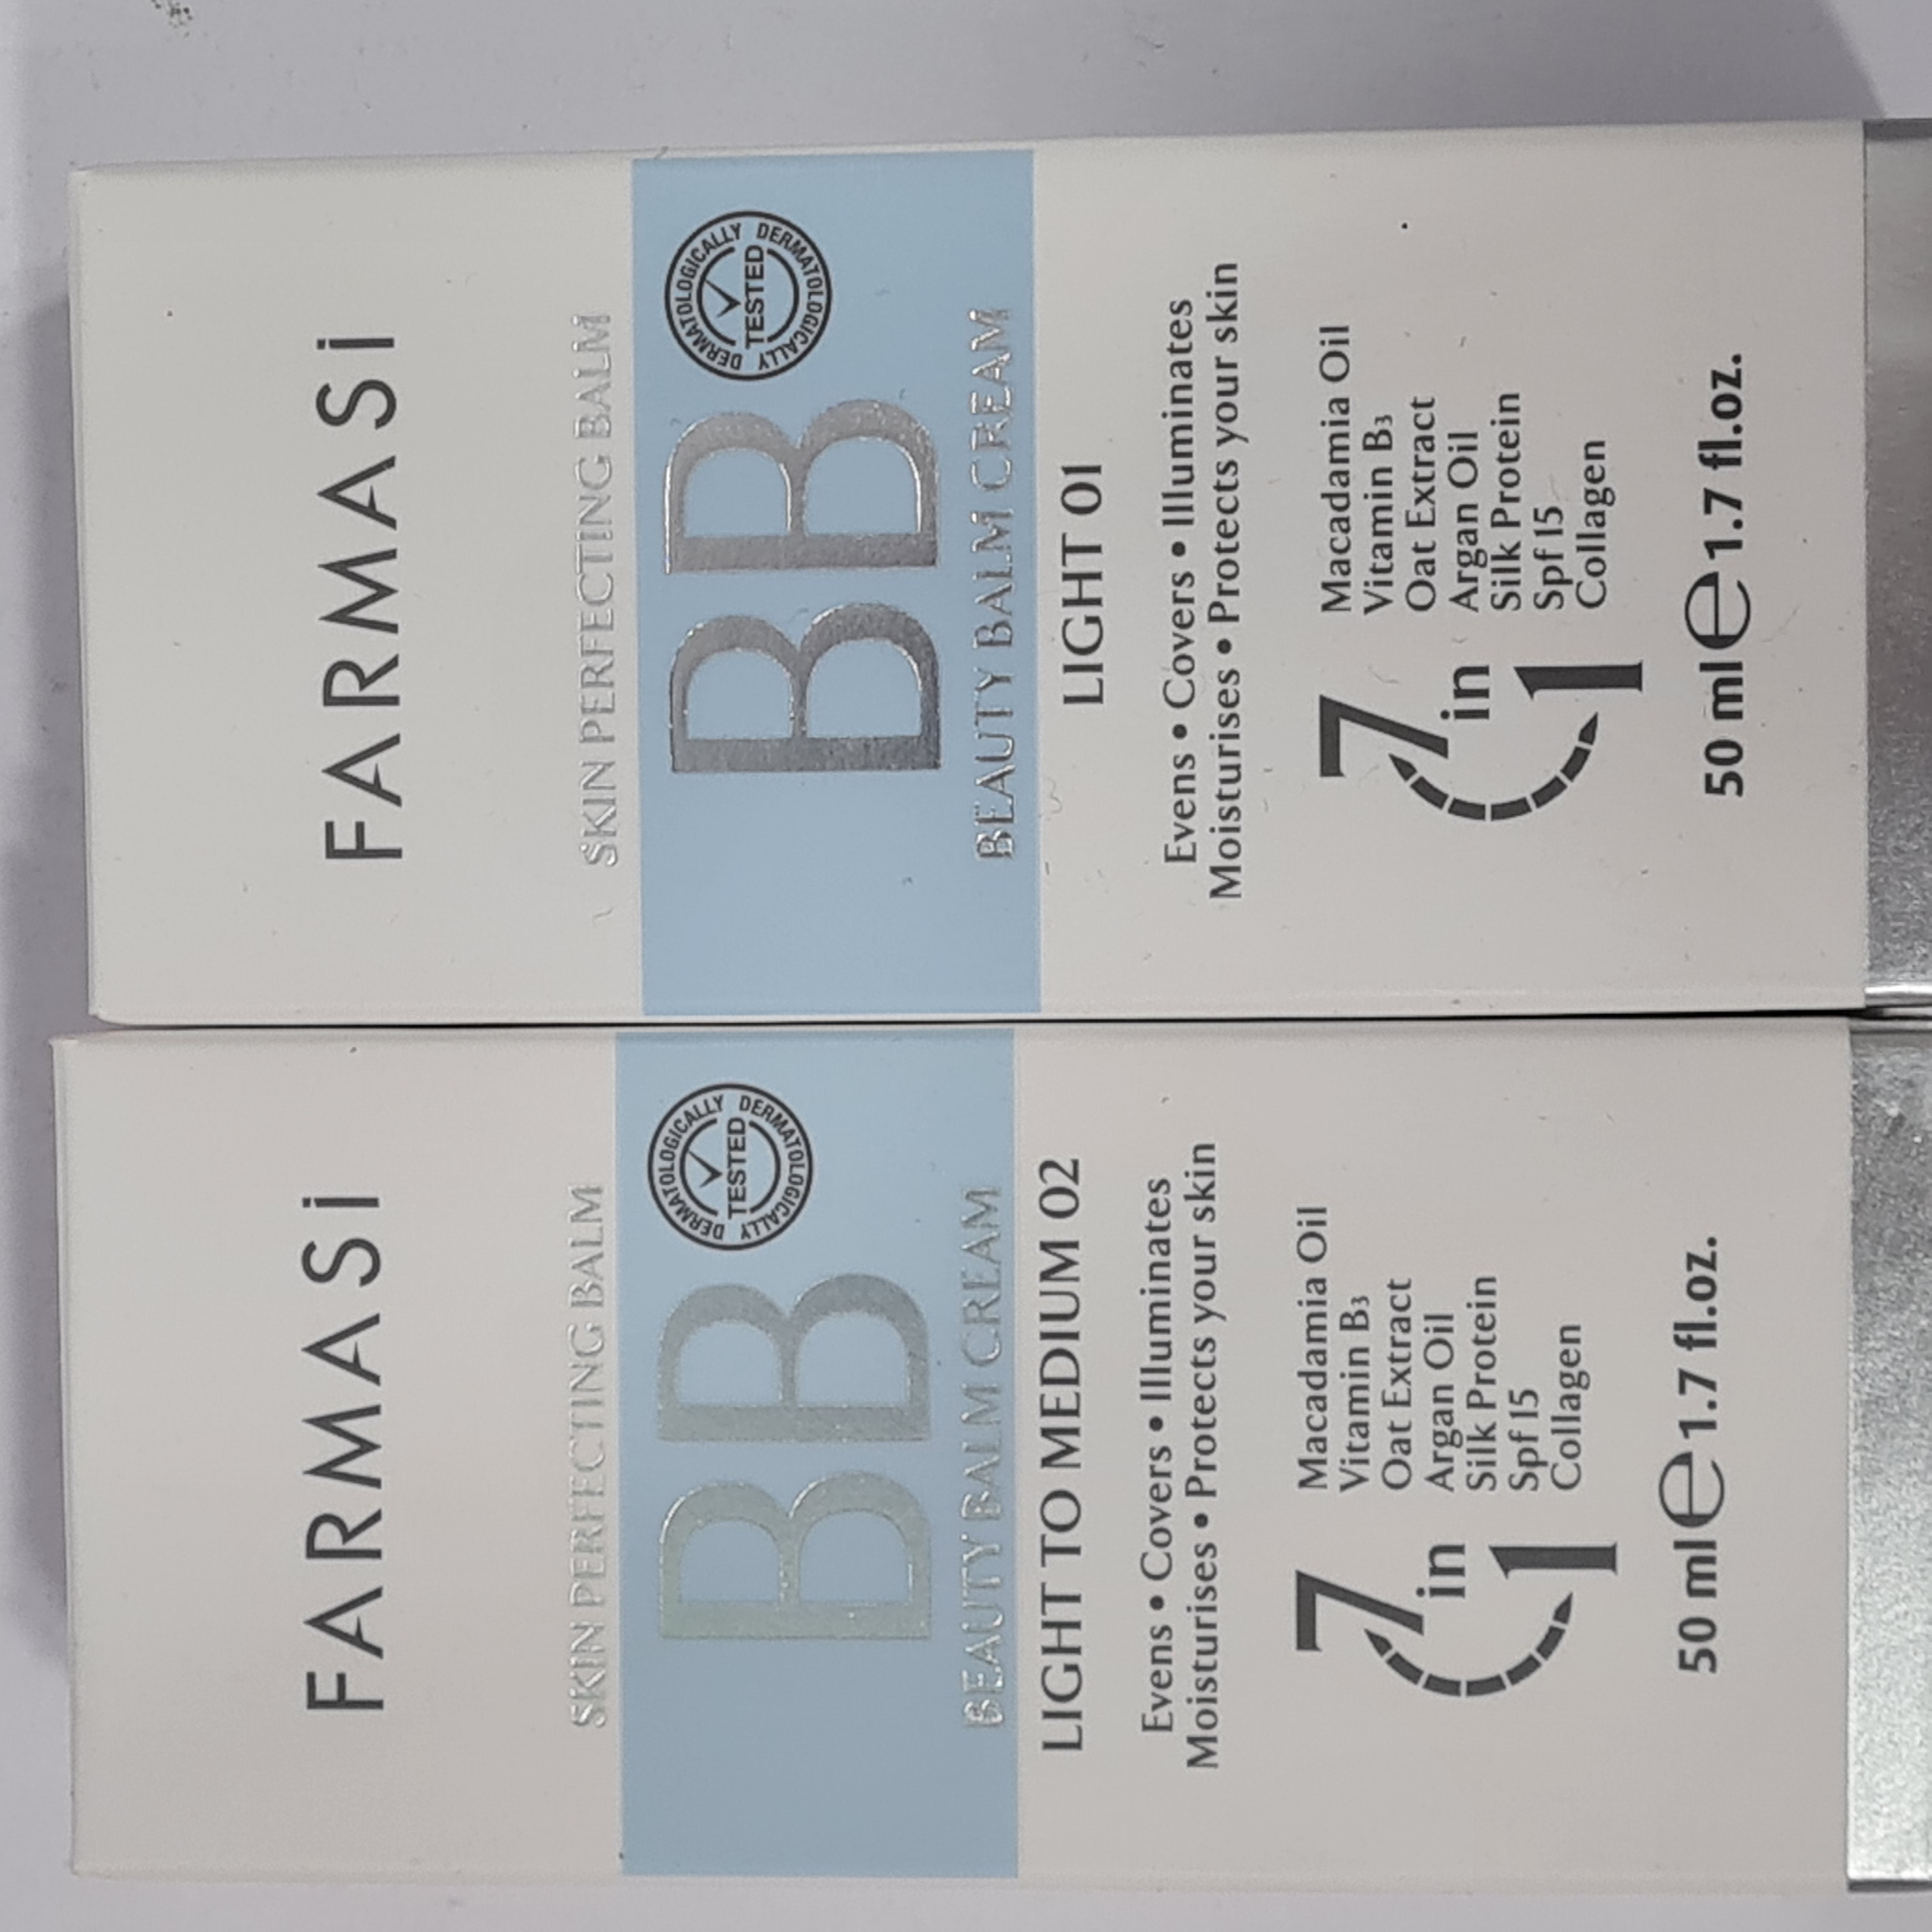 FARMASi
SKIN PERFECTING BALM
BB
DERMATOLOGICALLY DERMATOLOGICALLY
TESTED
BEAUTY BALM CREAM
LIGHT TO MEDIUM 02
Evens • Covers • Illuminates
Moisturises • Protects your skin
7 in 1
Macadamia Oil
Vitamin B₃
Oat Extract
Argan Oil
Silk Protein
Spf 15
Collagen
50 ml ℮ 1.7 fl.oz.
FARMASi
SKIN PERFECTING BALM
BB
DERMATOLOGICALLY DERMATOLOGICALLY
TESTED
BEAUTY BALM CREAM
LIGHT 01
Evens • Covers • Illuminates
Moisturises • Protects your skin
7 in 1
Macadamia Oil
Vitamin B₃
Oat Extract
Argan Oil
Silk Protein
Spf 15
Collagen
50 ml ℮ 1.7 fl.oz.